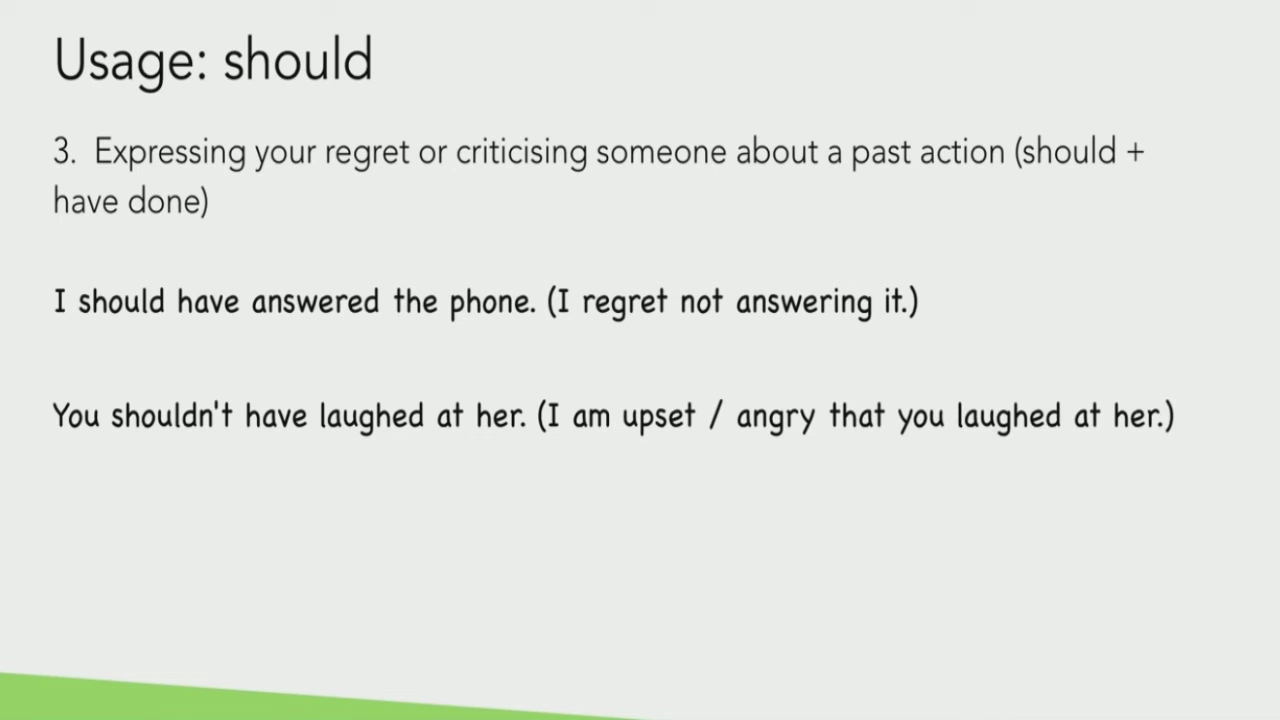 Usage: should
3. Expressing your regret or criticising someone about a past action (should +
have done)
I should have answered the phone. (I regret not answering it.)
You shouldn't have laughed at her. (I am upset / angry that you laughed at her.)